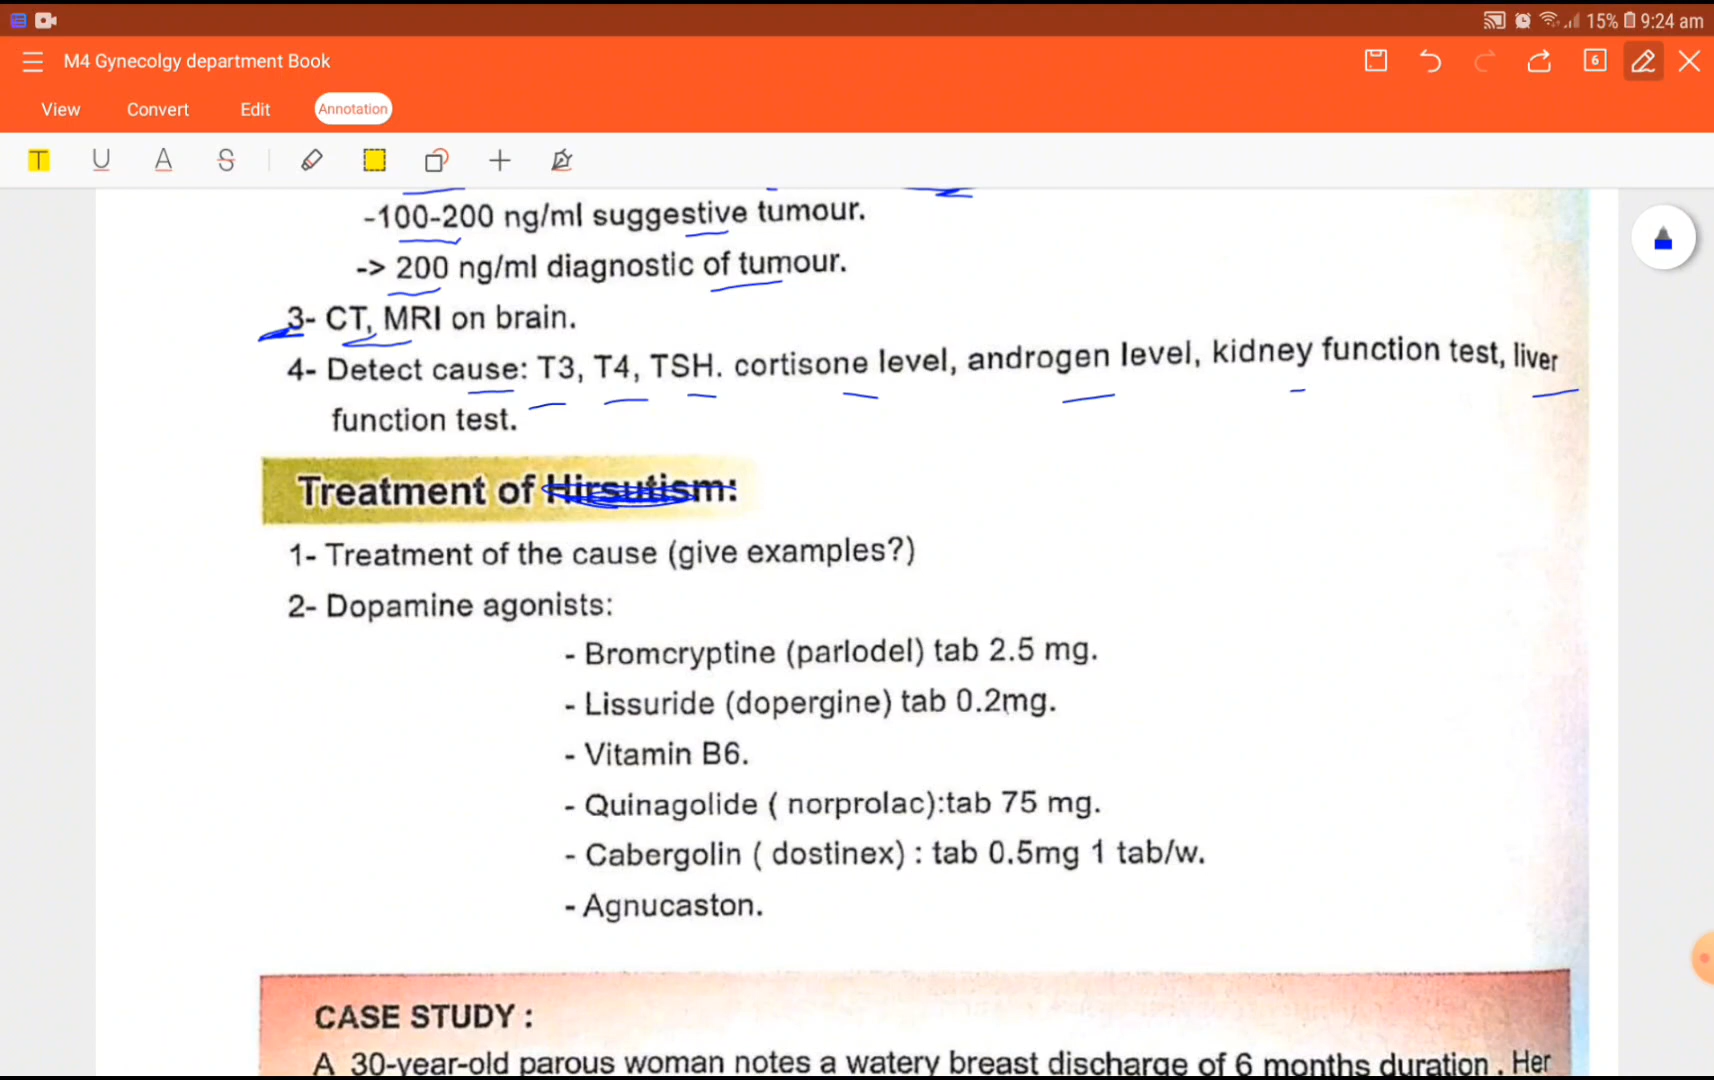 15% 9:24 am
M4 Gynecolgy department Book
6
View Convert Edit Annotation
T U A S
-100-200 ng/ml suggestive tumour.
-> 200 ng/ml diagnostic of tumour.
3- CT, MRI on brain.
4- Detect cause: T3, T4, TSH. cortisone level, androgen level, kidney function test, liver
function test.
Treatment of Hirsutism:
1- Treatment of the cause (give examples?)
2- Dopamine agonists:
- Bromcryptine (parlodel) tab 2.5 mg.
- Lissuride (dopergine) tab 0.2mg.
- Vitamin B6.
- Quinagolide ( norprolac):tab 75 mg.
- Cabergolin ( dostinex) : tab 0.5mg 1 tab/w.
- Agnucaston.
CASE STUDY :
A 30-year-old parous woman notes a watery breast discharge of 6 months duration . Her